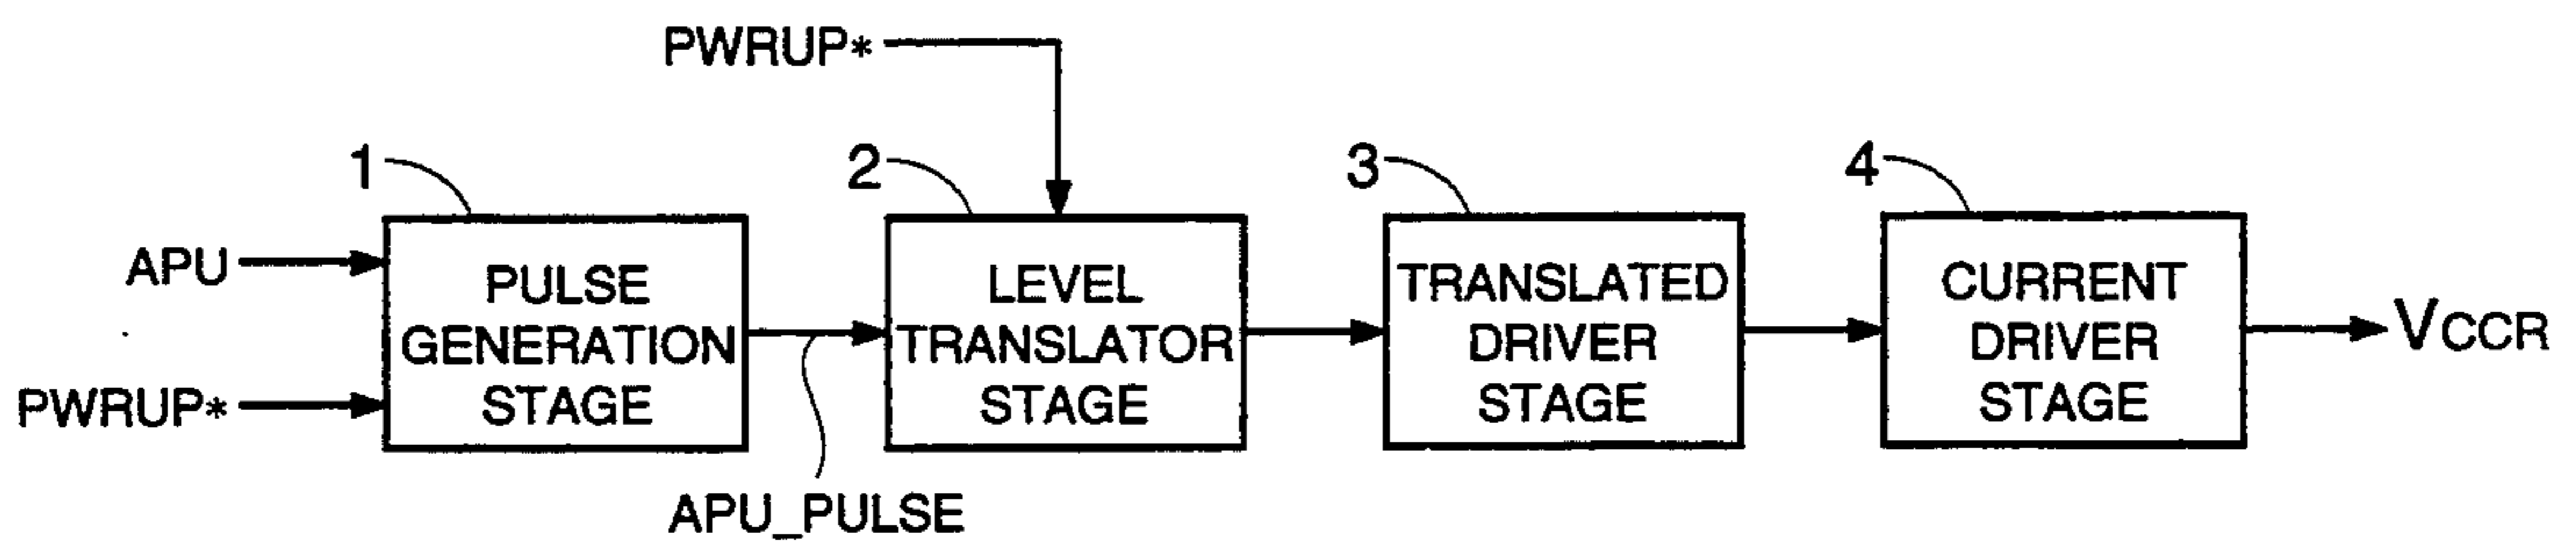 PWRUP*
1
2
3
4
APU
PWRUP*
PULSE
GENERATION
STAGE
APU_PULSE
LEVEL
TRANSLATOR
STAGE
TRANSLATED
DRIVER
STAGE
CURRENT
DRIVER
STAGE
VCCR